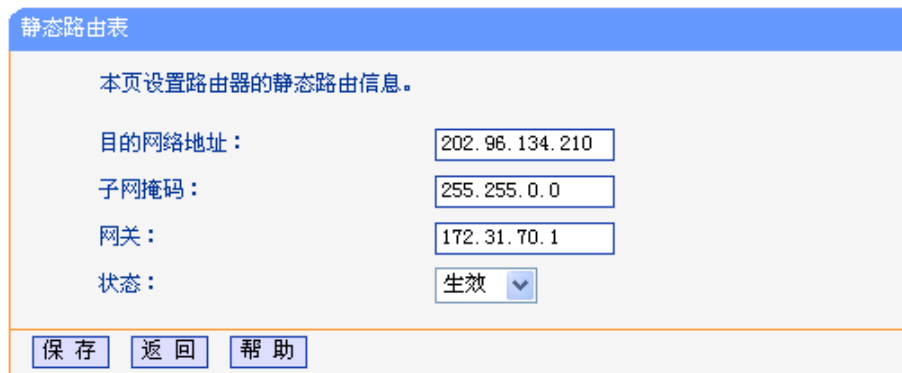 静态路由表
本页设置路由器的静态路由信息。
目的网络地址： 202.96.134.210
子网掩码： 255.255.0.0
网关： 172.31.70.1
状态： 生效
保 存 返 回 帮 助